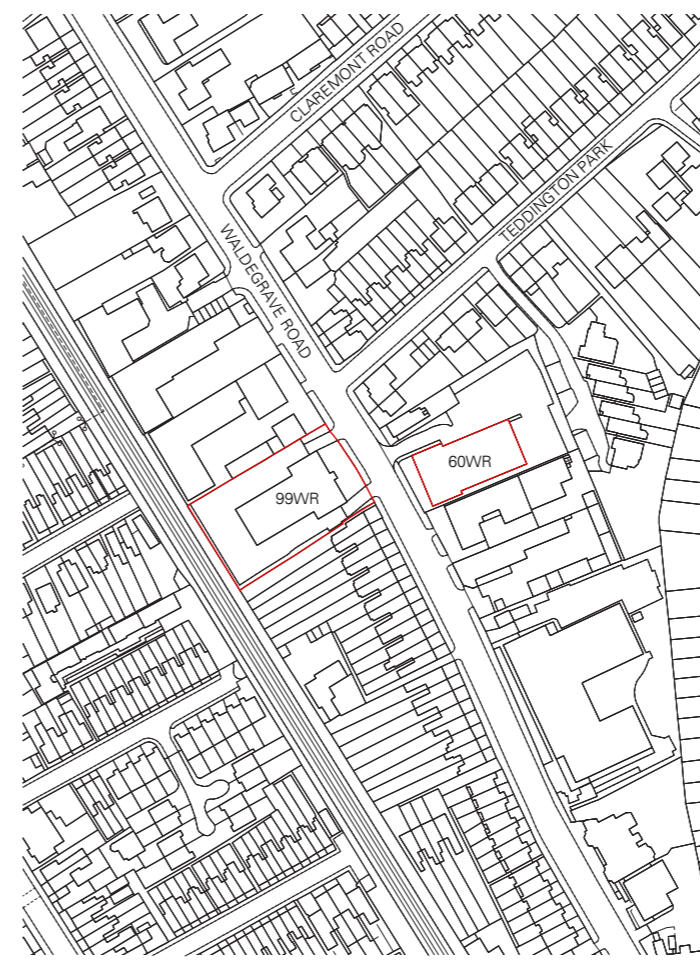 CLAREMONT ROAD
TEDDINGTON PARK
WALDEGRAVE ROAD
60WR
99WR